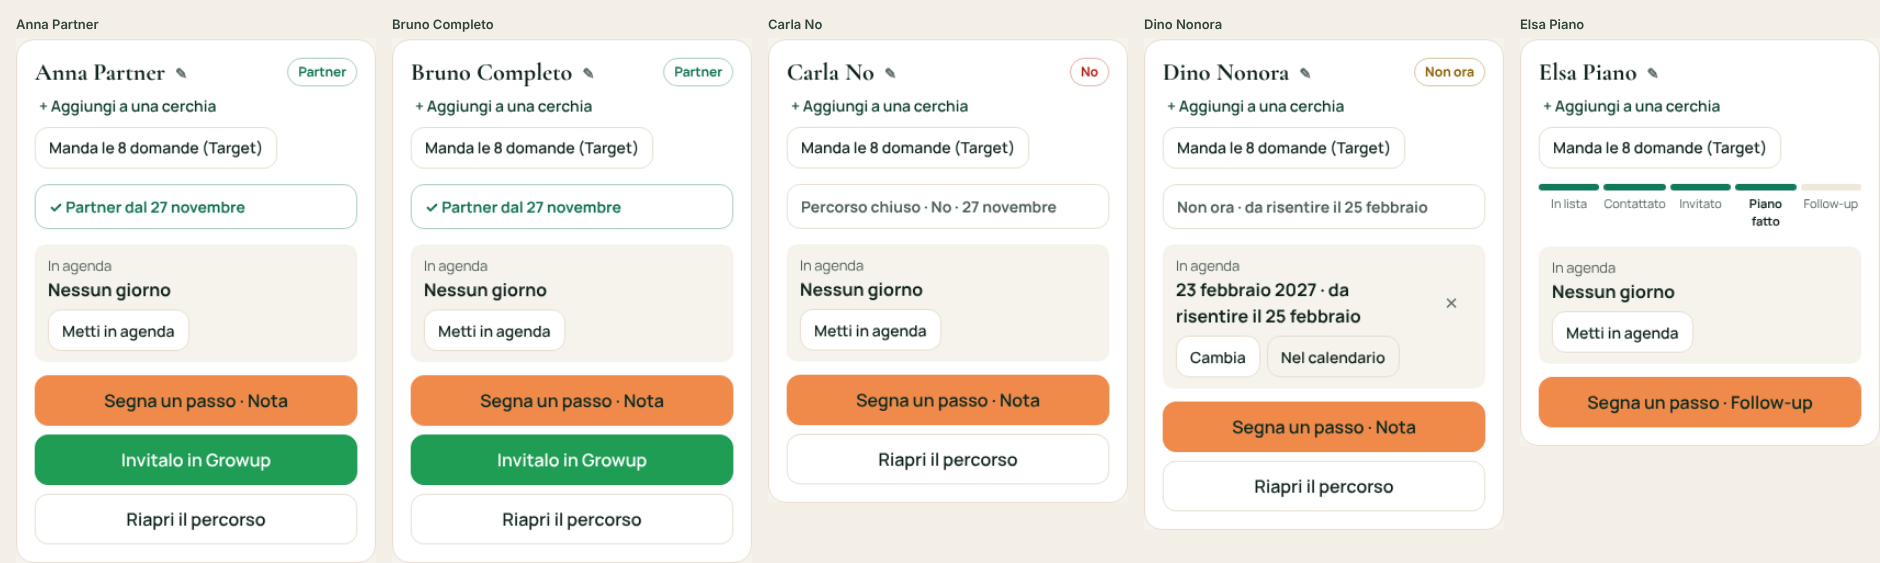 Anna Partner
Anna Partner ✎
Partner
+ Aggiungi a una cerchia
Manda le 8 domande (Target)
✓ Partner dal 27 novembre
In agenda
Nessun giorno
Metti in agenda
Segna un passo · Nota
Invitalo in Growup
Riapri il percorso
Bruno Completo
Bruno Completo ✎
Partner
+ Aggiungi a una cerchia
Manda le 8 domande (Target)
✓ Partner dal 27 novembre
In agenda
Nessun giorno
Metti in agenda
Segna un passo · Nota
Invitalo in Growup
Riapri il percorso
Carla No
Carla No ✎
No
+ Aggiungi a una cerchia
Manda le 8 domande (Target)
Percorso chiuso · No · 27 novembre
In agenda
Nessun giorno
Metti in agenda
Segna un passo · Nota
Riapri il percorso
Dino Nonora
Dino Nonora ✎
Non ora
+ Aggiungi a una cerchia
Manda le 8 domande (Target)
Non ora · da risentire il 25 febbraio
In agenda
23 febbraio 2027 · da
risentire il 25 febbraio
×
Cambia
Nel calendario
Segna un passo · Nota
Riapri il percorso
Elsa Piano
Elsa Piano ✎
+ Aggiungi a una cerchia
Manda le 8 domande (Target)
In lista
Contattato
Invitato
Piano
fatto
Follow-up
In agenda
Nessun giorno
Metti in agenda
Segna un passo · Follow-up